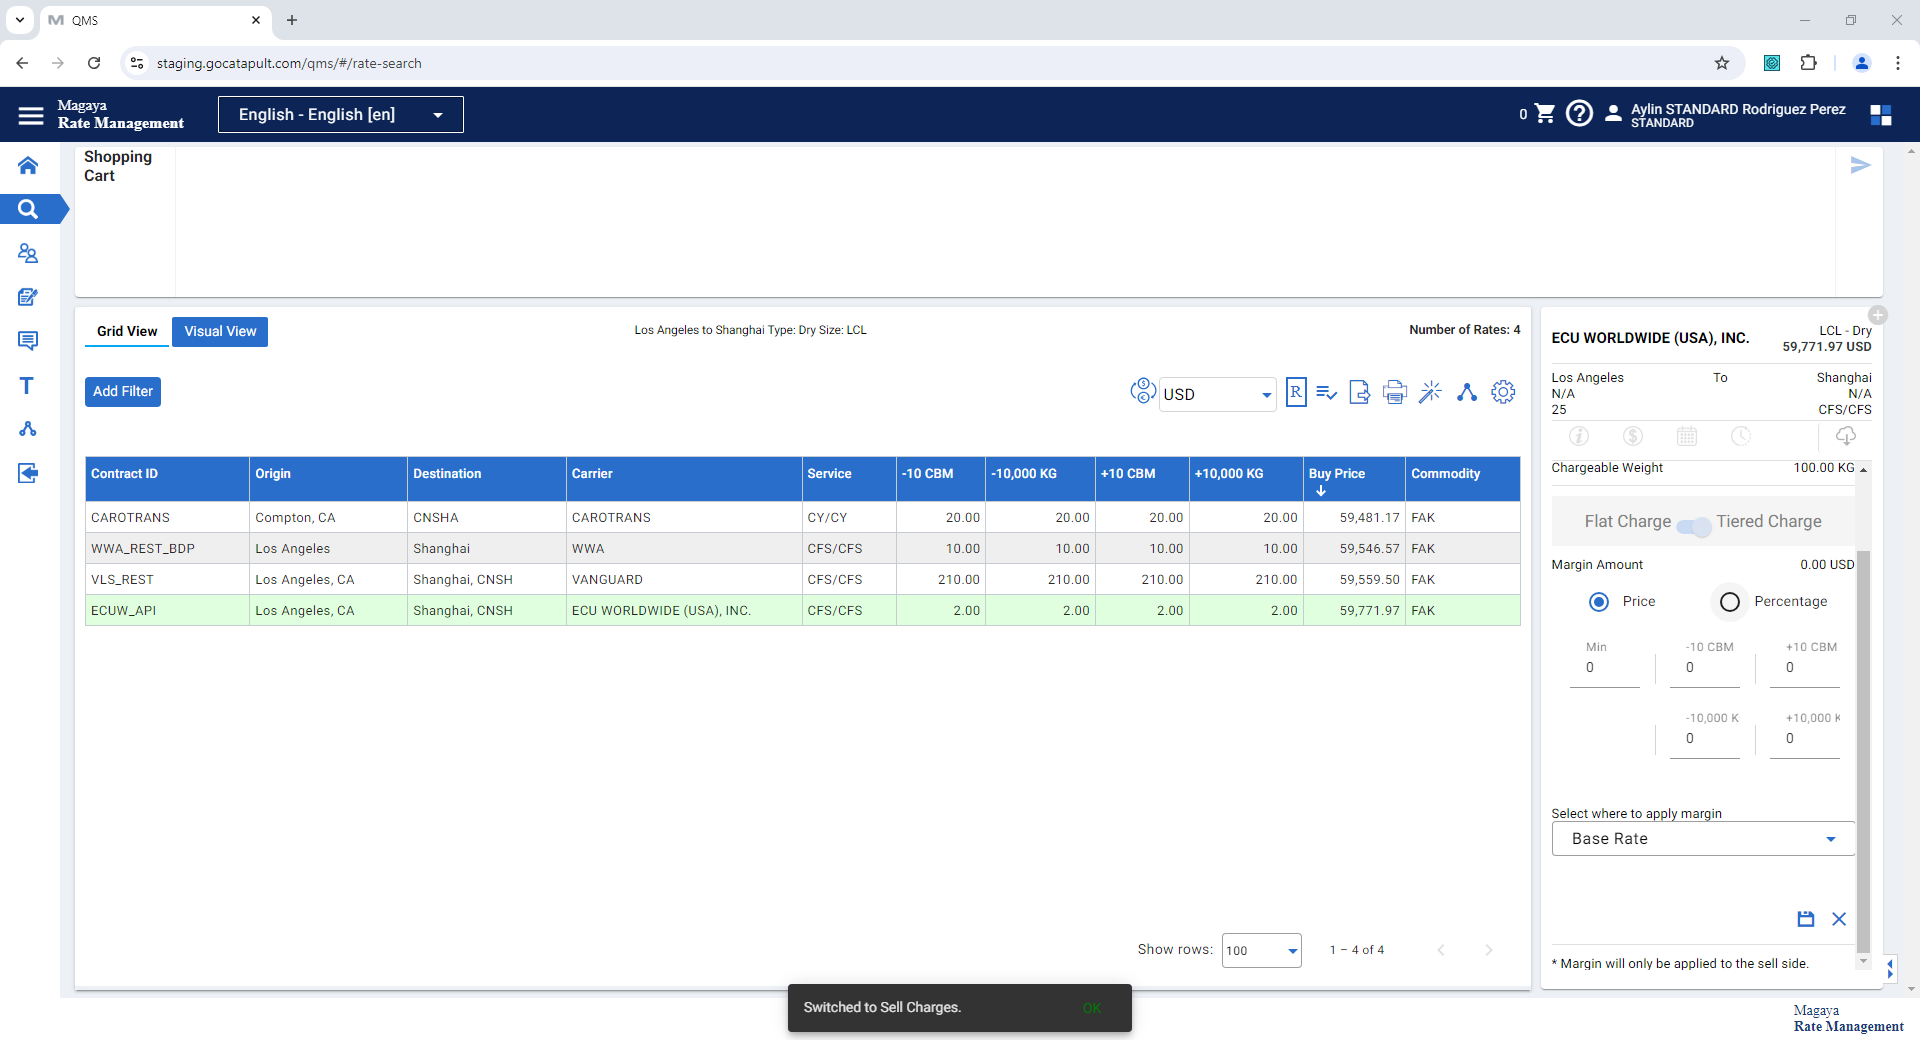 QMS
staging.gocatapult.com/qms/#/rate-search
Magaya
Rate Management
English - English [en]
0
Aylin STANDARD Rodriguez Perez
STANDARD
Shopping
Cart
Grid View
Visual View
Los Angeles to Shanghai Type: Dry Size: LCL
Number of Rates: 4
Add Filter
USD
R
Contract ID Origin Destination Carrier Service -10 CBM -10,000 KG +10 CBM +10,000 KG Buy Price Commodity
CAROTRANS Compton, CA CNSHA CAROTRANS CY/CY 20.00 20.00 20.00 20.00 59,481.17 FAK
WWA_REST_BDP Los Angeles Shanghai WWA CFS/CFS 10.00 10.00 10.00 10.00 59,546.57 FAK
VLS_REST Los Angeles, CA Shanghai, CNSH VANGUARD CFS/CFS 210.00 210.00 210.00 210.00 59,559.50 FAK
ECUW_API Los Angeles, CA Shanghai, CNSH ECU WORLDWIDE (USA), INC. CFS/CFS 2.00 2.00 2.00 2.00 59,771.97 FAK
Show rows: 100 1 – 4 of 4
ECU WORLDWIDE (USA), INC.
LCL - Dry
59,771.97 USD
Los Angeles To Shanghai
N/A N/A
25 CFS/CFS
Chargeable Weight 100.00 KG
Flat Charge Tiered Charge
Margin Amount 0.00 USD
Price Percentage
Min -10 CBM +10 CBM
0 0 0
-10,000 K +10,000 K
0 0
Select where to apply margin
Base Rate
* Margin will only be applied to the sell side.
Switched to Sell Charges. OK
Magaya
Rate Management